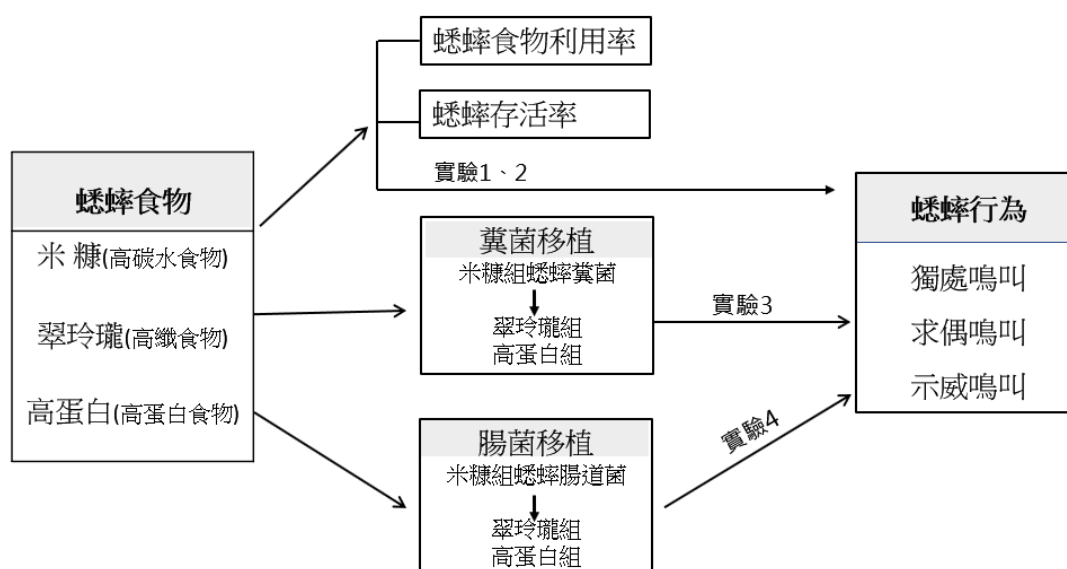 蟋蟀食物利用率
蟋蟀存活率
實驗1、2
蟋蟀食物
米 糠(高碳水食物)
翠玲瓏(高纖食物)
高蛋白(高蛋白食物)
糞菌移植
米糠組蟋蟀糞菌
翠玲瓏組
高蛋白組
實驗3
腸菌移植
米糠組蟋蟀腸道菌
翠玲瓏組
高蛋白組
實驗4
蟋蟀行為
獨處鳴叫
求偶鳴叫
示威鳴叫